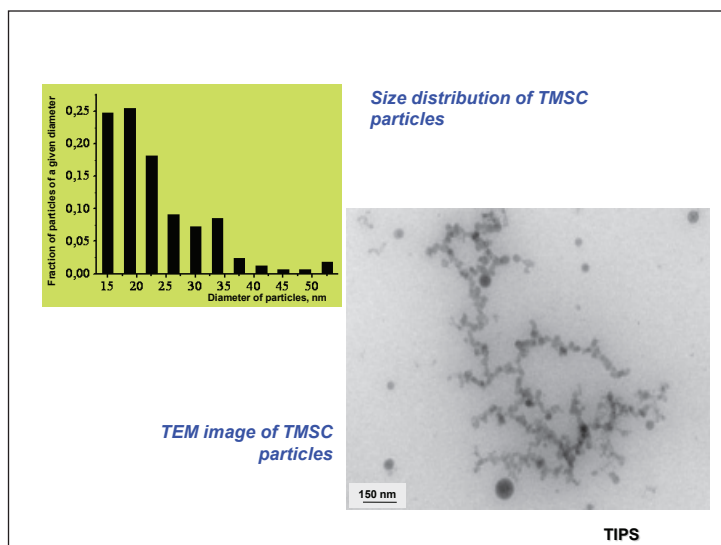 Size distribution of TMSC
particles
Fraction of particles of a given diameter
0,25
0,20
0,15
0,10
0,05
0,00
15 20 25 30 35 40 45 50
Diameter of particles, nm
TEM image of TMSC
particles
150 nm
TIPS